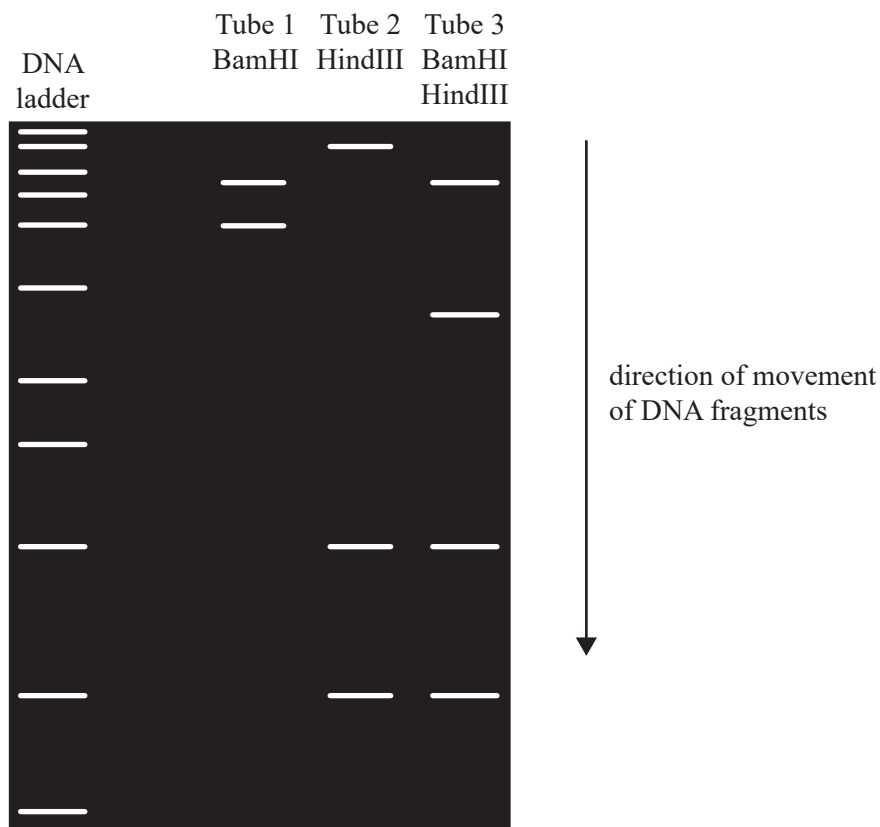 DNA
ladder
Tube 1
BamHI
Tube 2
HindIII
Tube 3
BamHI
HindIII
direction of movement
of DNA fragments